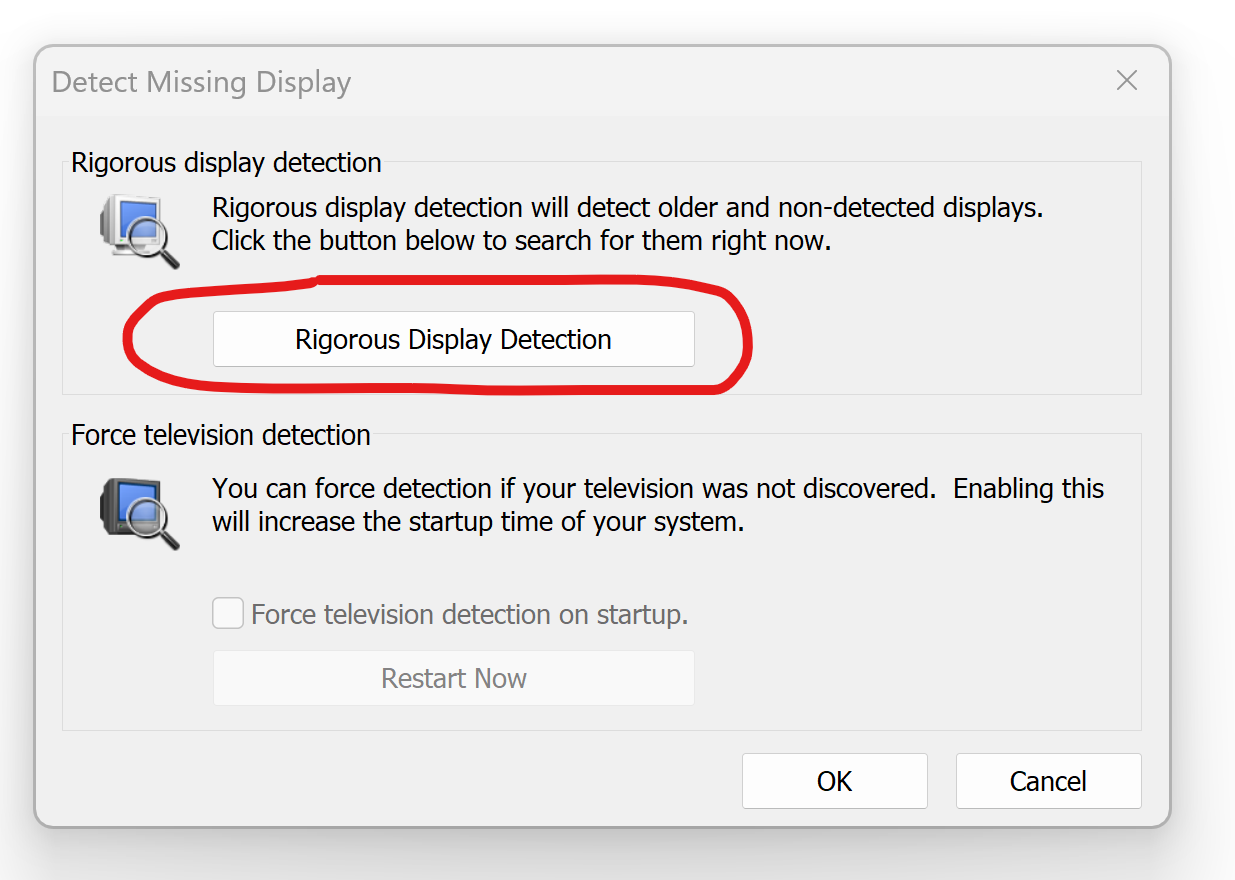 Detect Missing Display
Rigorous display detection
Rigorous display detection will detect older and non-detected displays.
Click the button below to search for them right now.
Rigorous Display Detection
Force television detection
You can force detection if your television was not discovered.  Enabling this
will increase the startup time of your system.
Force television detection on startup.
Restart Now
OK
Cancel